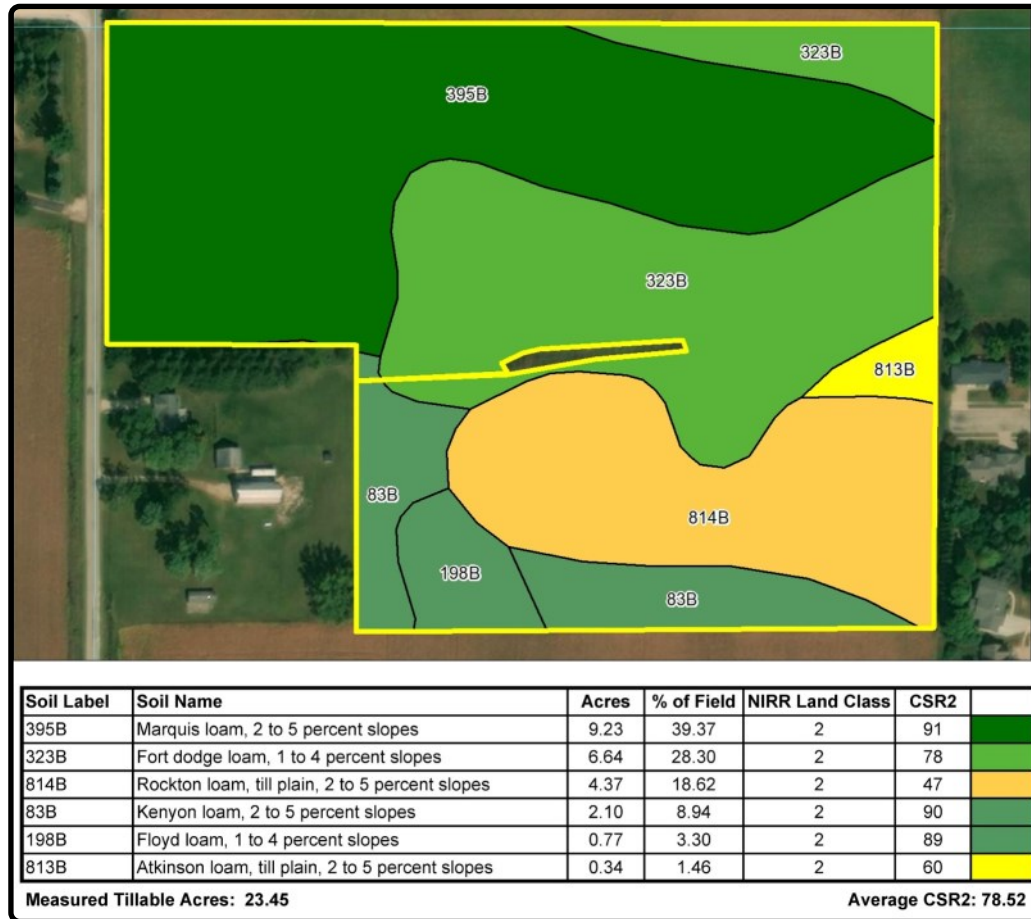 323B
395B
323B
813B
83B
814B
198B
83B
Soil Label Soil Name Acres % of Field NIRR Land Class CSR2
395B Marquis loam, 2 to 5 percent slopes 9.23 39.37 2 91
323B Fort dodge loam, 1 to 4 percent slopes 6.64 28.30 2 78
814B Rockton loam, till plain, 2 to 5 percent slopes 4.37 18.62 2 47
83B Kenyon loam, 2 to 5 percent slopes 2.10 8.94 2 90
198B Floyd loam, 1 to 4 percent slopes 0.77 3.30 2 89
813B Atkinson loam, till plain, 2 to 5 percent slopes 0.34 1.46 2 60
Measured Tillable Acres: 23.45 Average CSR2: 78.52